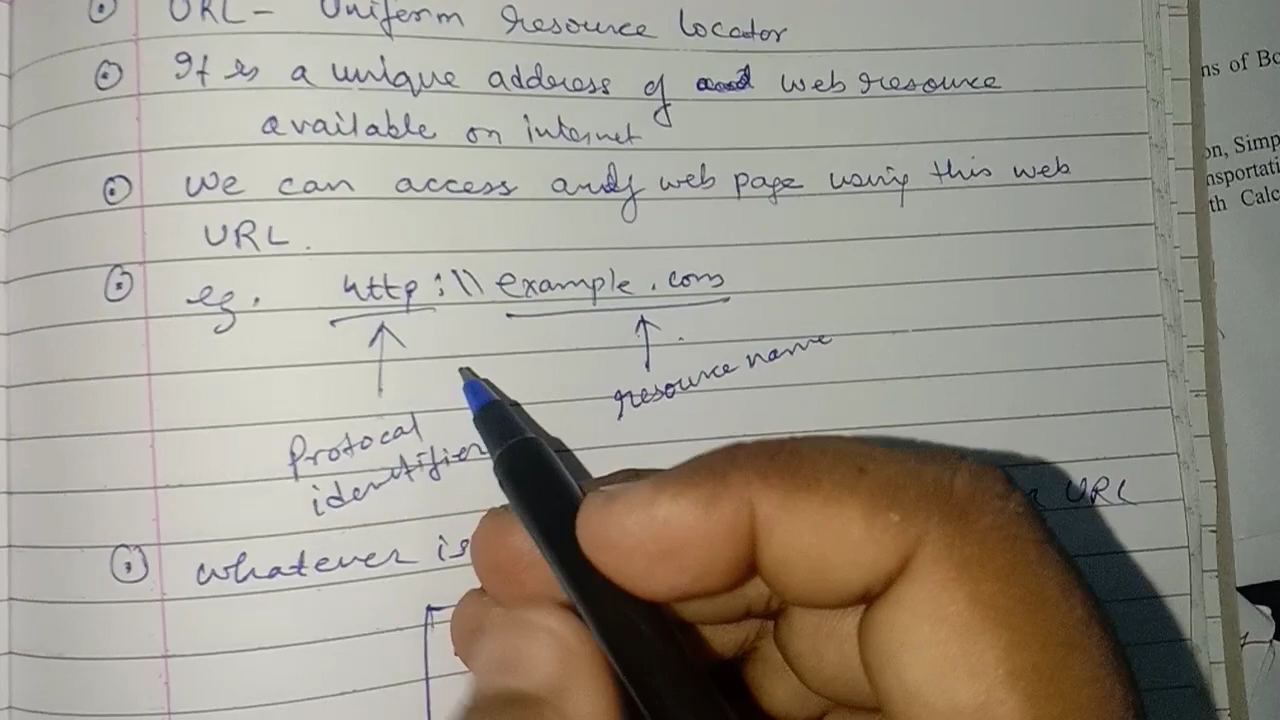 URL - Uniform resource locator
It is a unique address of web resource
available on internet
we can access any web page using this web
URL.
eg. http:\\example.com
resource name
Protocal
identifier
whatever is URL
ns of Bo
on, Simp
nsportati
th Calc